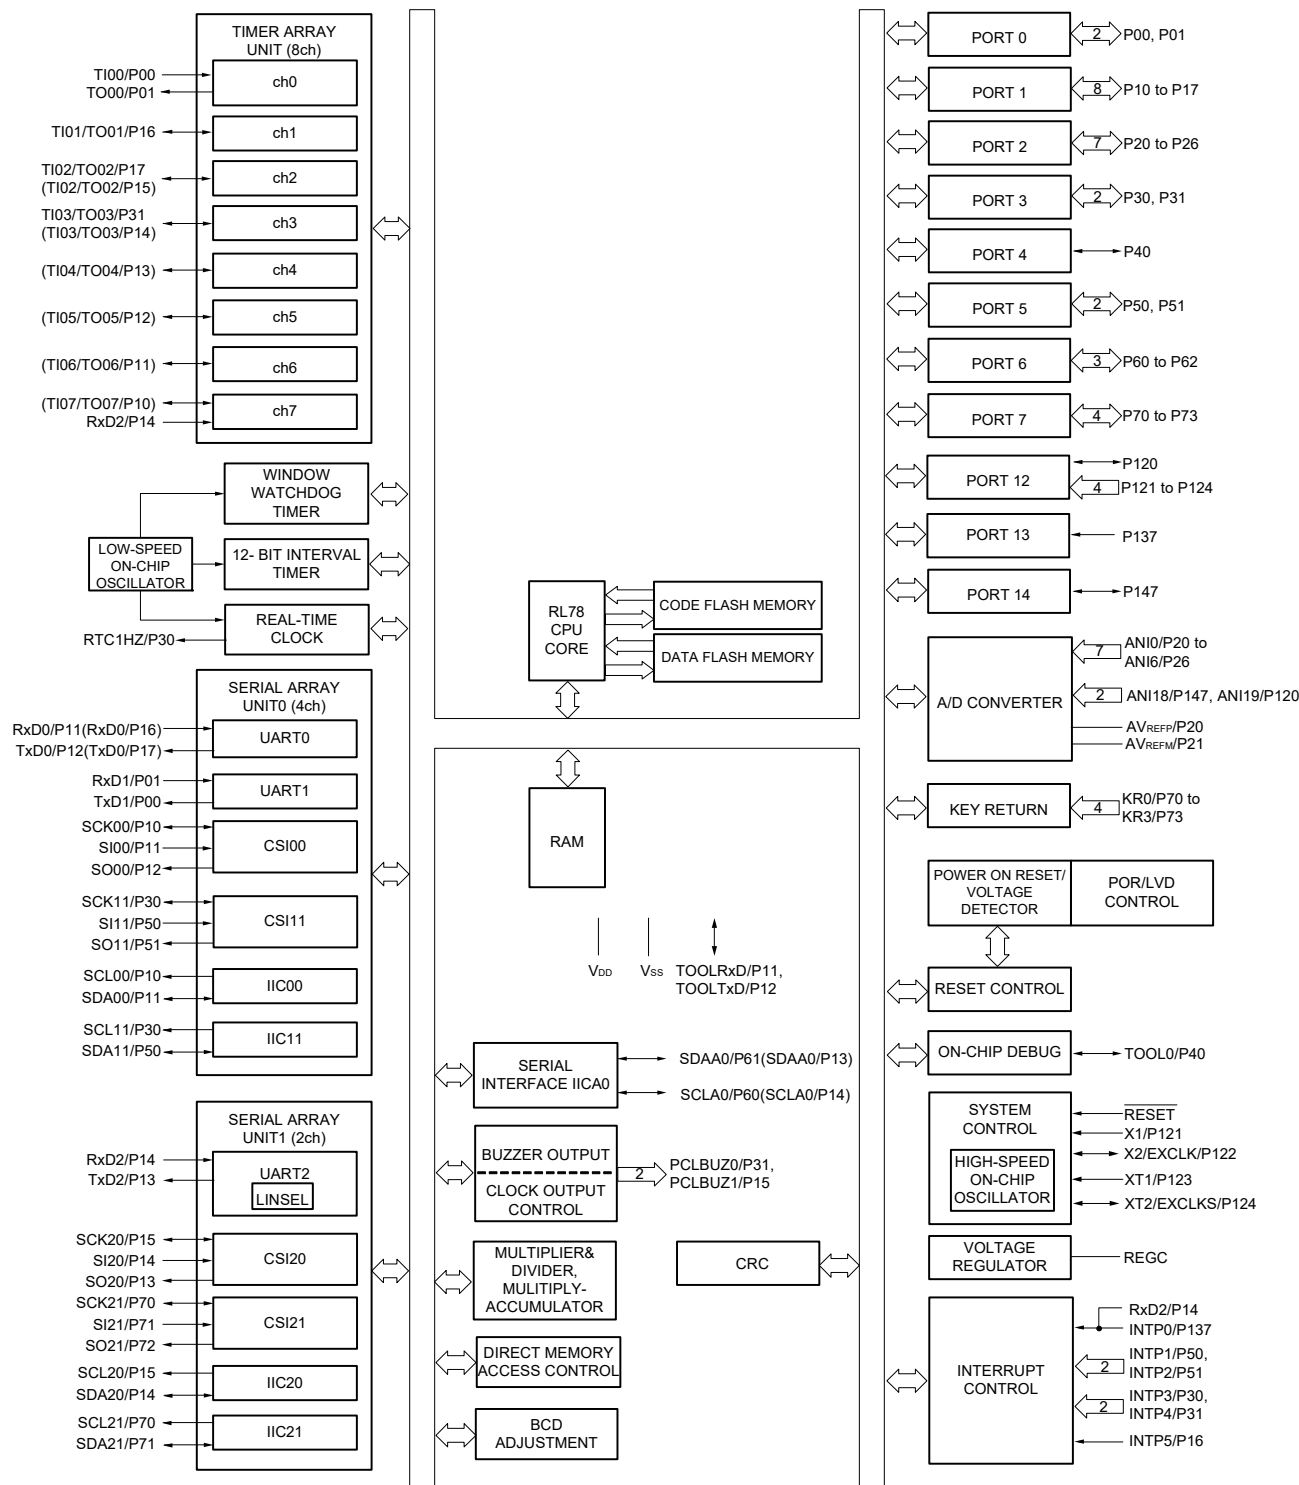 TIMER ARRAY
UNIT (8ch)
TI00/P00
TO00/P01
ch0
TI01/TO01/P16
ch1
TI02/TO02/P17
(TI02/TO02/P15)
ch2
TI03/TO03/P31
(TI03/TO03/P14)
ch3
(TI04/TO04/P13)
ch4
(TI05/TO05/P12)
ch5
(TI06/TO06/P11)
ch6
(TI07/TO07/P10)
RxD2/P14
ch7
WINDOW
WATCHDOG
TIMER
LOW-SPEED
ON-CHIP
OSCILLATOR
12- BIT INTERVAL
TIMER
REAL-TIME
CLOCK
RTC1HZ/P30
SERIAL ARRAY
UNIT0 (4ch)
RxD0/P11(RxD0/P16)
TxD0/P12(TxD0/P17)
UART0
RxD1/P01
TxD1/P00
UART1
SCK00/P10
SI00/P11
SO00/P12
CSI00
SCK11/P30
SI11/P50
SO11/P51
CSI11
SCL00/P10
SDA00/P11
IIC00
SCL11/P30
SDA11/P50
IIC11
SERIAL ARRAY
UNIT1 (2ch)
RxD2/P14
TxD2/P13
UART2
LINSEL
SCK20/P15
SI20/P14
SO20/P13
CSI20
SCK21/P70
SI21/P71
SO21/P72
CSI21
SCL20/P15
SDA20/P14
IIC20
SCL21/P70
SDA21/P71
IIC21
RL78
CPU
CORE
CODE FLASH MEMORY
DATA FLASH MEMORY
RAM
VDD
VSS
TOOLRxD/P11,
TOOLTxD/P12
SERIAL
INTERFACE IICA0
SDAA0/P61(SDAA0/P13)
SCLA0/P60(SCLA0/P14)
BUZZER OUTPUT
CLOCK OUTPUT
CONTROL
2
PCLBUZ0/P31,
PCLBUZ1/P15
MULTIPLIER&
DIVIDER,
MULITIPLY-
ACCUMULATOR
CRC
DIRECT MEMORY
ACCESS CONTROL
BCD
ADJUSTMENT
PORT 0
2
P00, P01
PORT 1
8
P10 to P17
PORT 2
7
P20 to P26
PORT 3
2
P30, P31
PORT 4
P40
PORT 5
2
P50, P51
PORT 6
3
P60 to P62
PORT 7
4
P70 to P73
PORT 12
P120
4
P121 to P124
PORT 13
P137
PORT 14
P147
A/D CONVERTER
7
ANI0/P20 to
ANI6/P26
2
ANI18/P147, ANI19/P120
AVREFP/P20
AVREFM/P21
KEY RETURN
4
KR0/P70 to
KR3/P73
POWER ON RESET/
VOLTAGE
DETECTOR
POR/LVD
CONTROL
RESET CONTROL
ON-CHIP DEBUG
TOOL0/P40
SYSTEM
CONTROL
HIGH-SPEED
ON-CHIP
OSCILLATOR
RESET
X1/P121
X2/EXCLK/P122
XT1/P123
XT2/EXCLKS/P124
VOLTAGE
REGULATOR
REGC
INTERRUPT
CONTROL
RxD2/P14
INTP0/P137
2
INTP1/P50,
INTP2/P51
2
INTP3/P30,
INTP4/P31
INTP5/P16